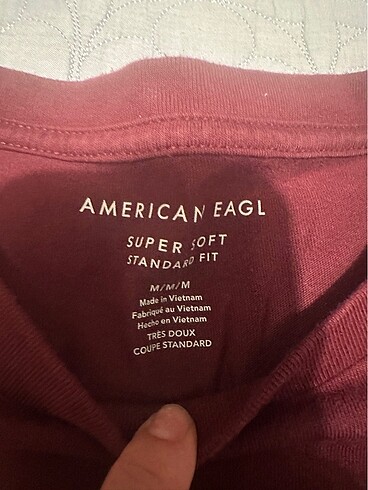 AMERICAN EAGL
SUPER SOFT
STANDARD FIT
M/M/M
Made in Vietnam
Fabriqué au Vietnam
Hecho en Vietnam
TRÈS DOUX
COUPE STANDARD